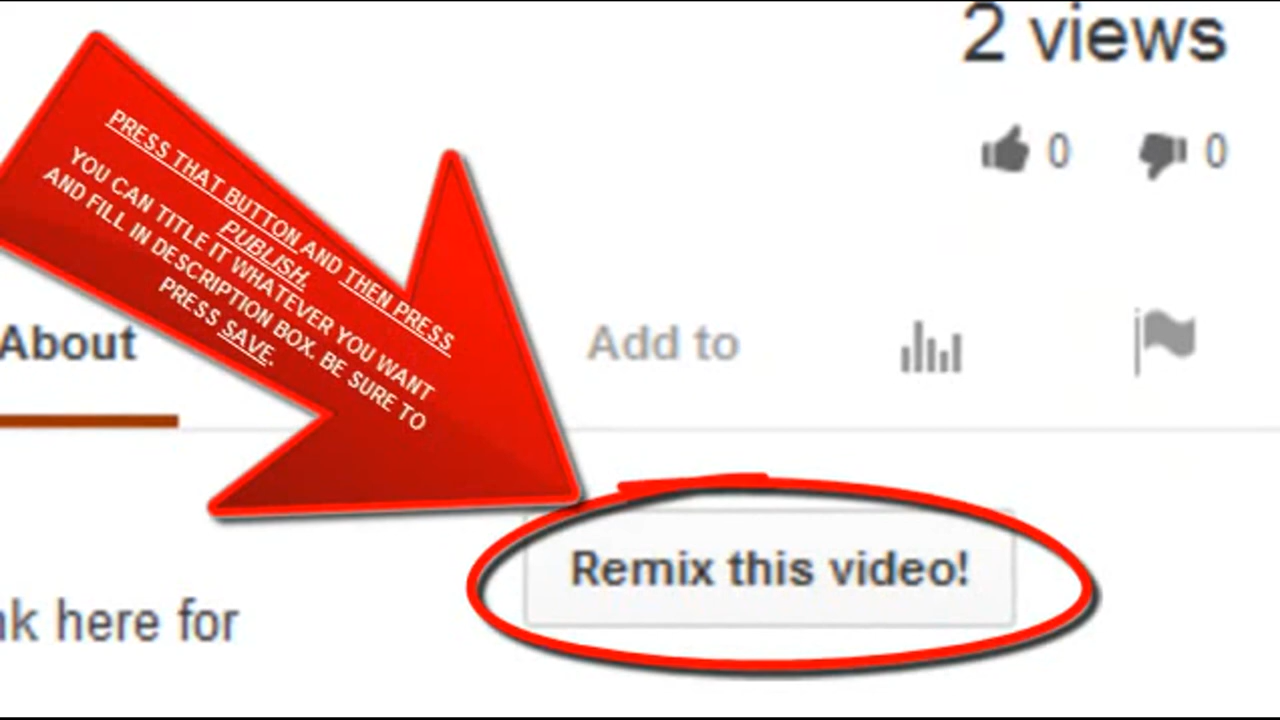 2 views
0 0
PRESS THAT BUTTON AND THEN PRESS
PUBLISH.
YOU CAN TITLE IT WHATEVER YOU WANT
AND FILL IN DESCRIPTION BOX. BE SURE TO
PRESS SAVE.
About Add to
Remix this video!
nk here for